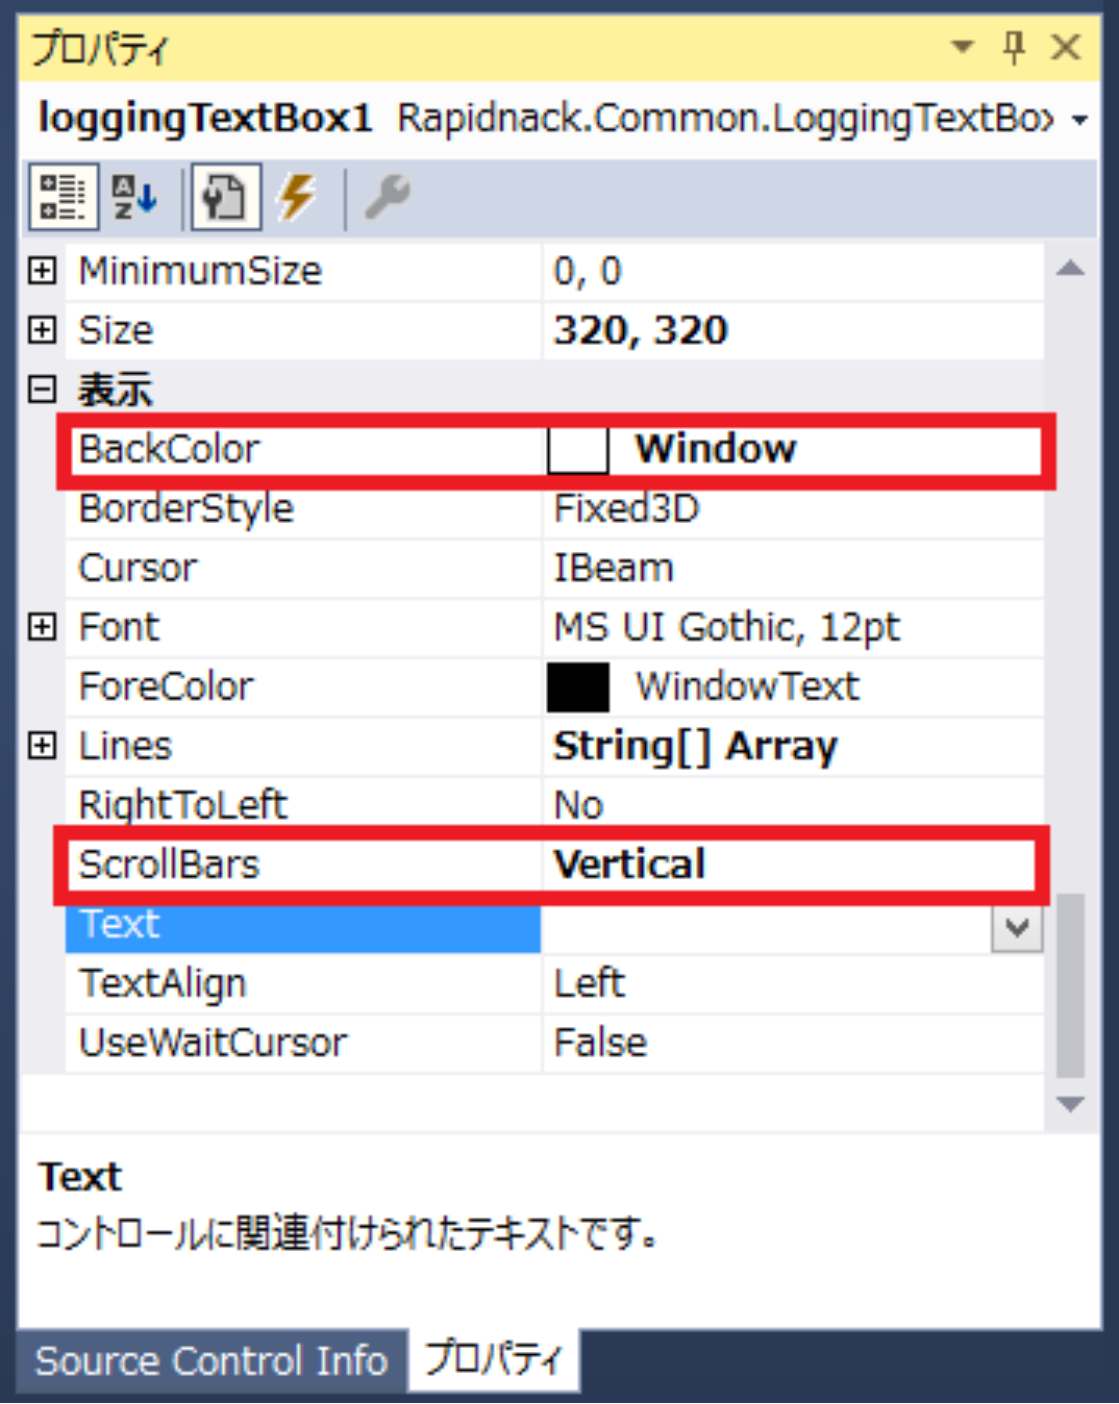 プロパティ
loggingTextBox1 Rapidnack.Common.LoggingTextBox
MinimumSize 0, 0
Size 320, 320
表示
BackColor Window
BorderStyle Fixed3D
Cursor IBeam
Font MS UI Gothic, 12pt
ForeColor WindowText
Lines String[] Array
RightToLeft No
ScrollBars Vertical
Text
TextAlign Left
UseWaitCursor False
Text
コントロールに関連付けられたテキストです。
Source Control Info プロパティ